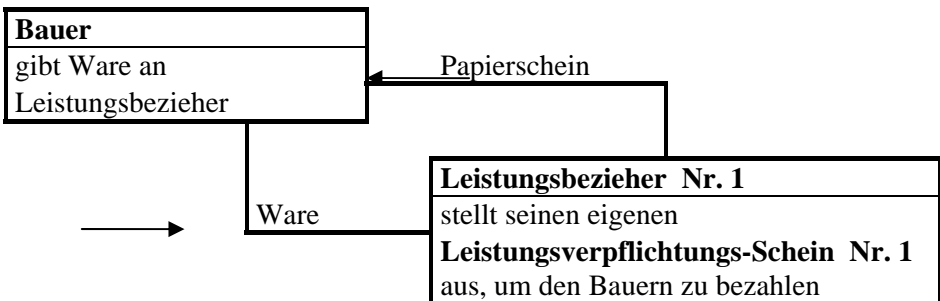 Bauer
gibt Ware an
Leistungsbezieher
Papierschein
Ware
Leistungsbezieher Nr. 1
stellt seinen eigenen
Leistungsverpflichtungs-Schein Nr. 1
aus, um den Bauern zu bezahlen